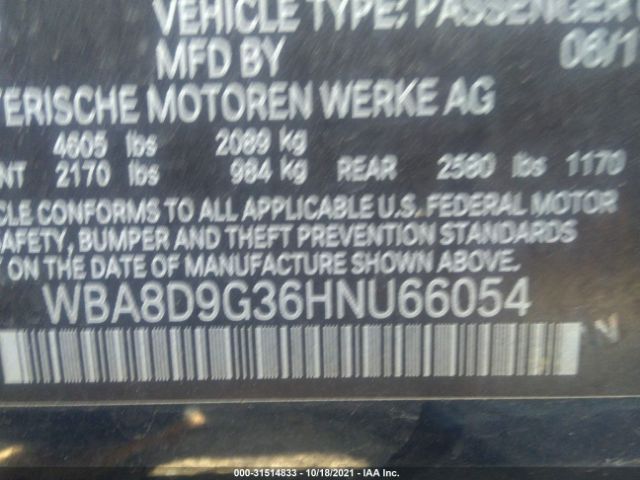 VEHICLE TYPE: PASSENGER
MFD BY 06/1
ERISCHE MOTOREN WERKE AG
4605 lbs 2089 kg
NT 2170 lbs 984 kg REAR 2580 lbs 1170
CLE CONFORMS TO ALL APPLICABLE U.S. FEDERAL MOTOR
SAFETY, BUMPER AND THEFT PREVENTION STANDARDS
ON THE DATE OF MANUFACTURE SHOWN ABOVE.
WBA8D9G36HNU66054
000-31514833 - 10/18/2021 - IAA Inc.